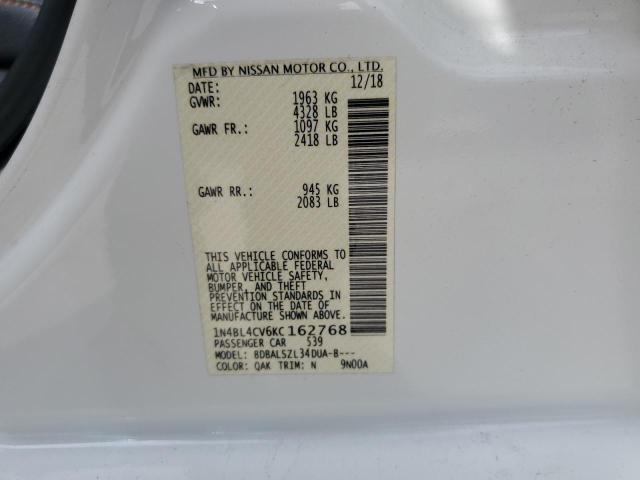 MFD BY NISSAN MOTOR CO., LTD.
DATE: 12/18
GVWR: 1963 KG
4328 LB
GAWR FR.: 1097 KG
2418 LB
GAWR RR.: 945 KG
2083 LB
THIS VEHICLE CONFORMS TO
ALL APPLICABLE FEDERAL
MOTOR VEHICLE SAFETY,
BUMPER, AND THEFT
PREVENTION STANDARDS IN
EFFECT ON THE DATE OF
MANUFACTURE SHOWN ABOVE.
1N4BL4CV6KC162768
PASSENGER CAR 539
MODEL: BDBALSZL34DUA-B---
COLOR: QAK TRIM: N 9N00A